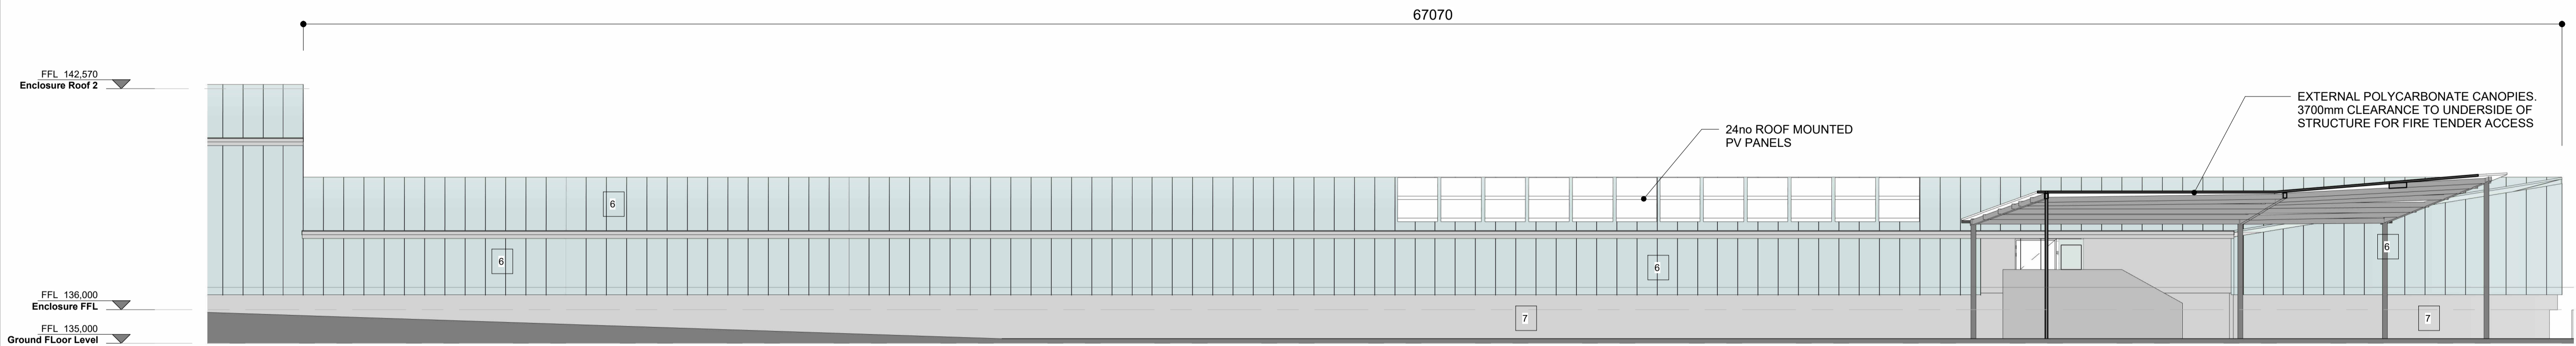 67070
FFL 142,570
Enclosure Roof 2
EXTERNAL POLYCARBONATE CANOPIES.
3700mm CLEARANCE TO UNDERSIDE OF
STRUCTURE FOR FIRE TENDER ACCESS
24no ROOF MOUNTED
PV PANELS
6
6
6
6
FFL 136,000
Enclosure FFL
7
7
FFL 135,000
Ground FLoor Level